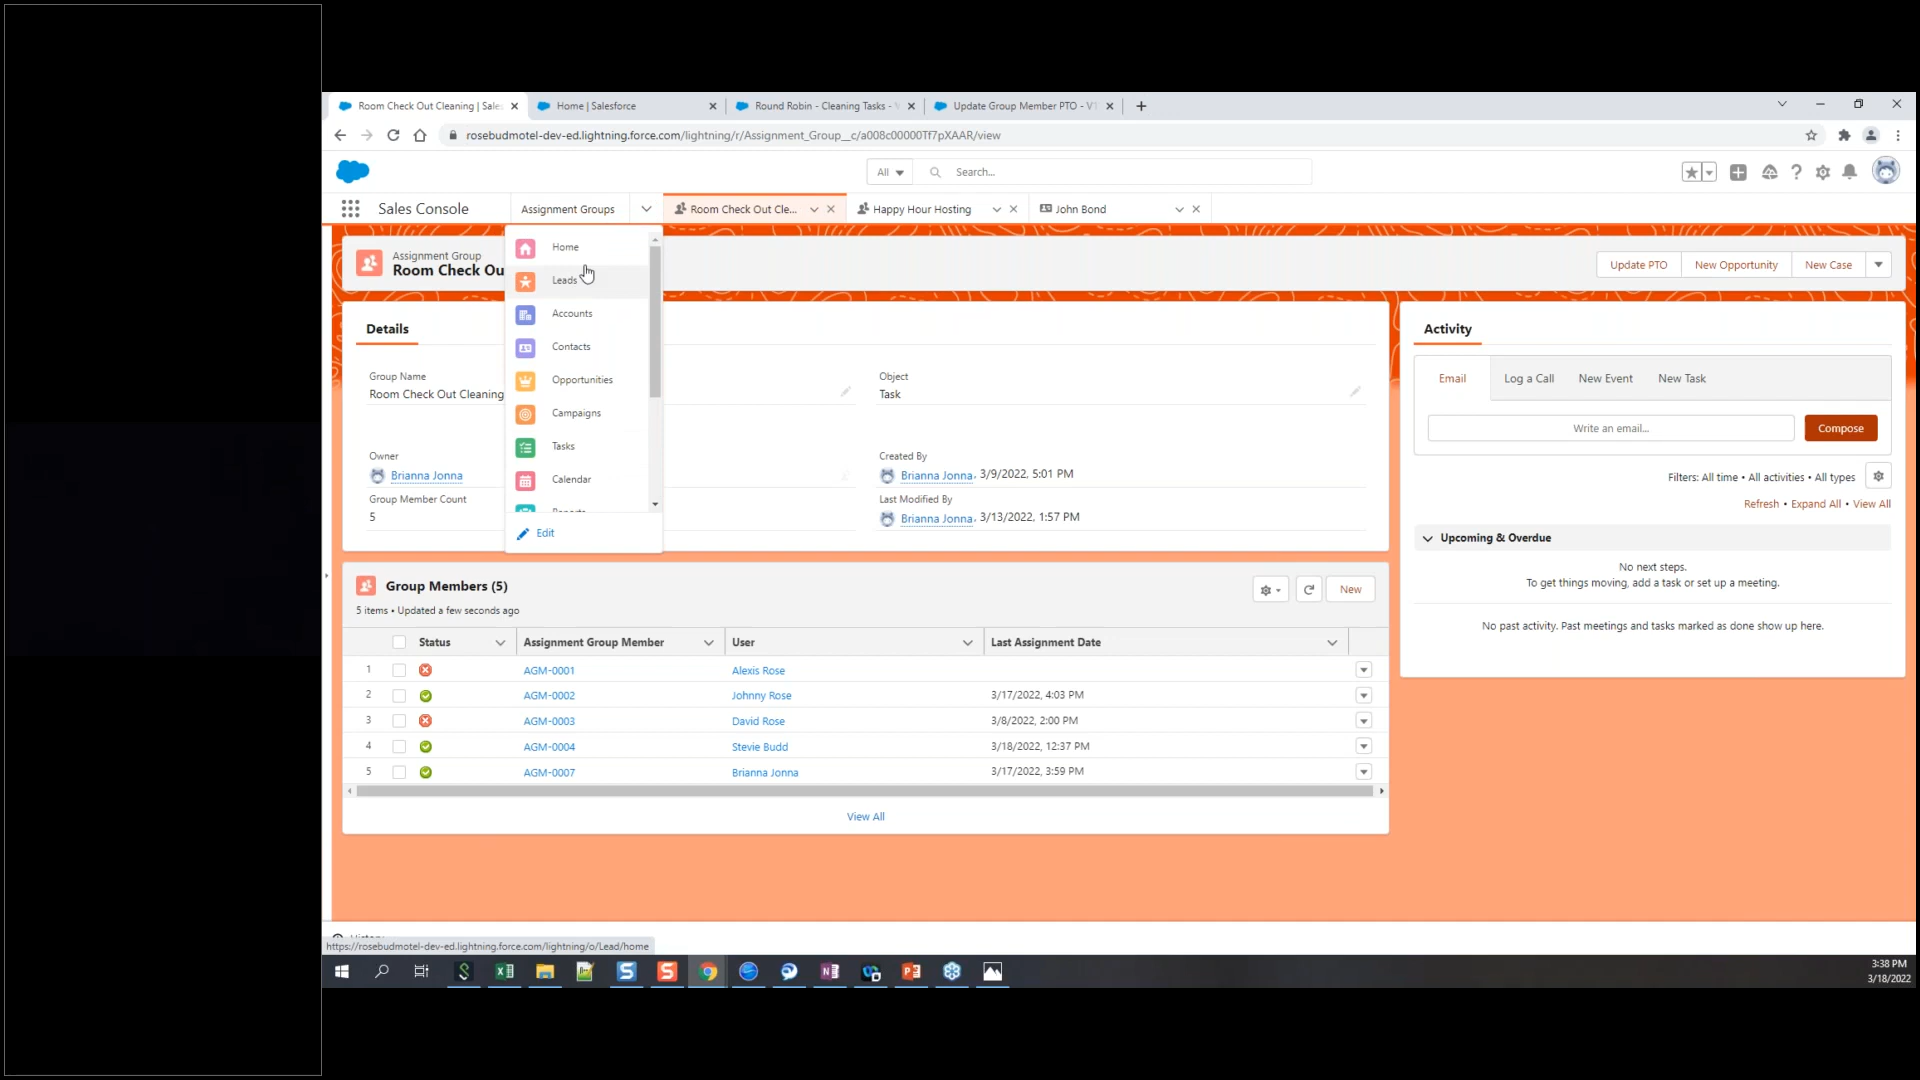 Room Check Out Cleaning | Sale
Home | Salesforce
Round Robin - Cleaning Tasks -
Update Group Member PTO - V1
rosebudmotel-dev-ed.lightning.force.com/lightning/r/Assignment_Group__c/a008c00000Tf7pXAAR/view
All
Search...
Sales Console
Assignment Groups
Room Check Out Cle...
Happy Hour Hosting
John Bond
Assignment Group
Room Check Ou
Update PTO
New Opportunity
New Case
Home
Leads
Accounts
Contacts
Opportunities
Campaigns
Tasks
Calendar
Reports
Edit
Details
Group Name
Room Check Out Cleaning
Object
Task
Owner
Brianna Jonna
Created By
Brianna Jonna, 3/9/2022, 5:01 PM
Group Member Count
5
Last Modified By
Brianna Jonna, 3/13/2022, 1:57 PM
Activity
Email
Log a Call
New Event
New Task
Write an email...
Compose
Filters: All time • All activities • All types
Refresh • Expand All • View All
Upcoming & Overdue
No next steps.
To get things moving, add a task or set up a meeting.
No past activity. Past meetings and tasks marked as done show up here.
Group Members (5)
5 items • Updated a few seconds ago
New
Status
Assignment Group Member
User
Last Assignment Date
1 AGM-0001 Alexis Rose
2 AGM-0002 Johnny Rose 3/17/2022, 4:03 PM
3 AGM-0003 David Rose 3/8/2022, 2:00 PM
4 AGM-0004 Stevie Budd 3/18/2022, 12:37 PM
5 AGM-0007 Brianna Jonna 3/17/2022, 3:59 PM
View All
History
https://rosebudmotel-dev-ed.lightning.force.com/lightning/o/Lead/home
3:38 PM
3/18/2022